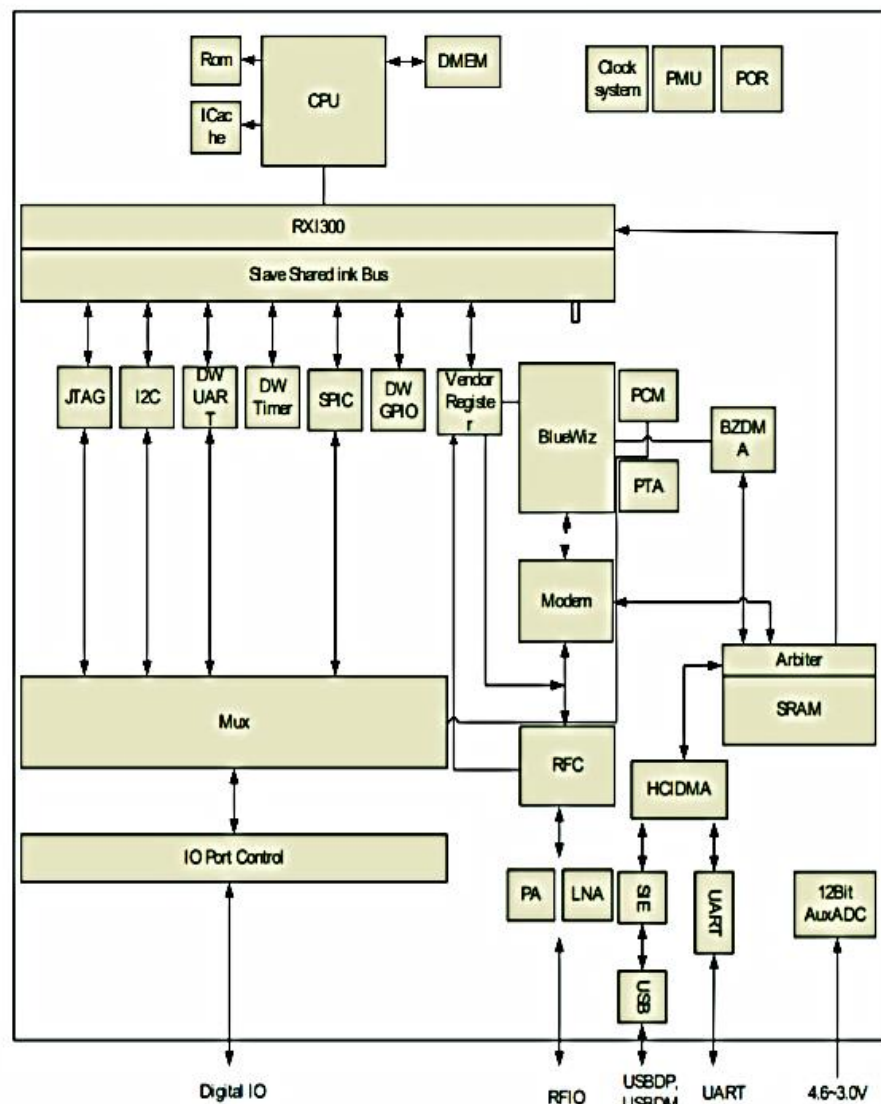 Rom
ICac
he
CPU
DMEM
Clock
system
PMU
POR
RXI300
Slave Shared ink Bus
JTAG
I2C
DW
UAR
T
DW
Timer
SPIC
DW
GPIO
Vendor
Registe
r
BlueWiz
PCM
PTA
BZDM
A
Modem
Arbiter
SRAM
Mux
RFC
HCIDMA
IO Port Control
PA
LNA
SIE
UART
12Bit
AuxADC
USB
Digital IO
RFIO
USBDP,
USBDM
UART
4.6~3.0V